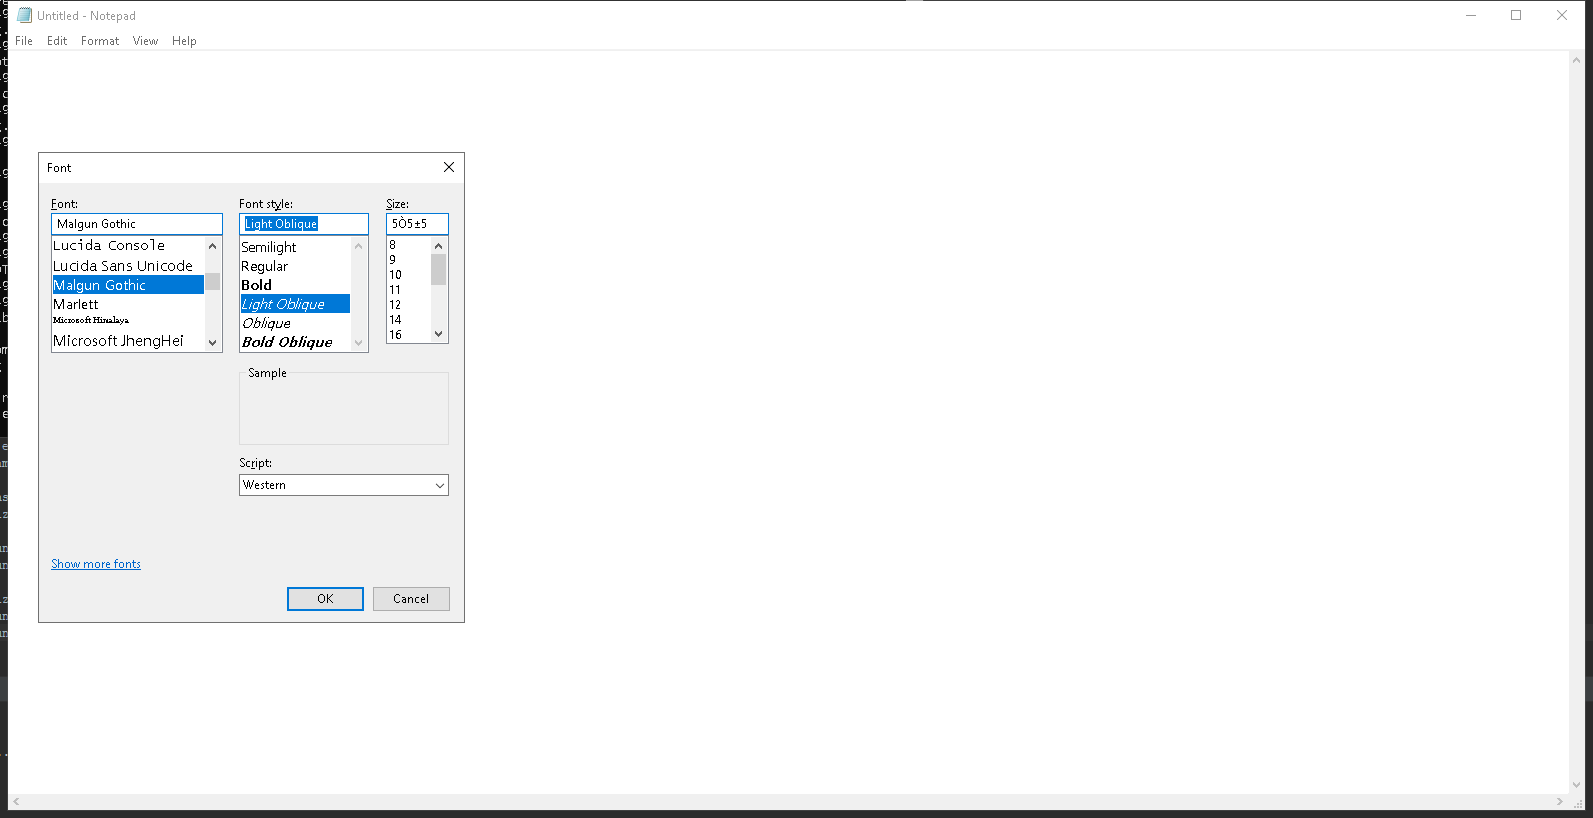 Untitled - Notepad
File Edit Format View Help
Font
Font: Font style: Size:
Malgun Gothic Light Oblique 5Ò5±5
Lucida Console
Lucida Sans Unicode
Malgun Gothic
Marlett
Microsoft Himalaya
Microsoft JhengHei
Semilight
Regular
Bold
Light Oblique
Oblique
Bold Oblique
8
9
10
11
12
14
16
Sample
Script:
Western
Show more fonts
OK Cancel